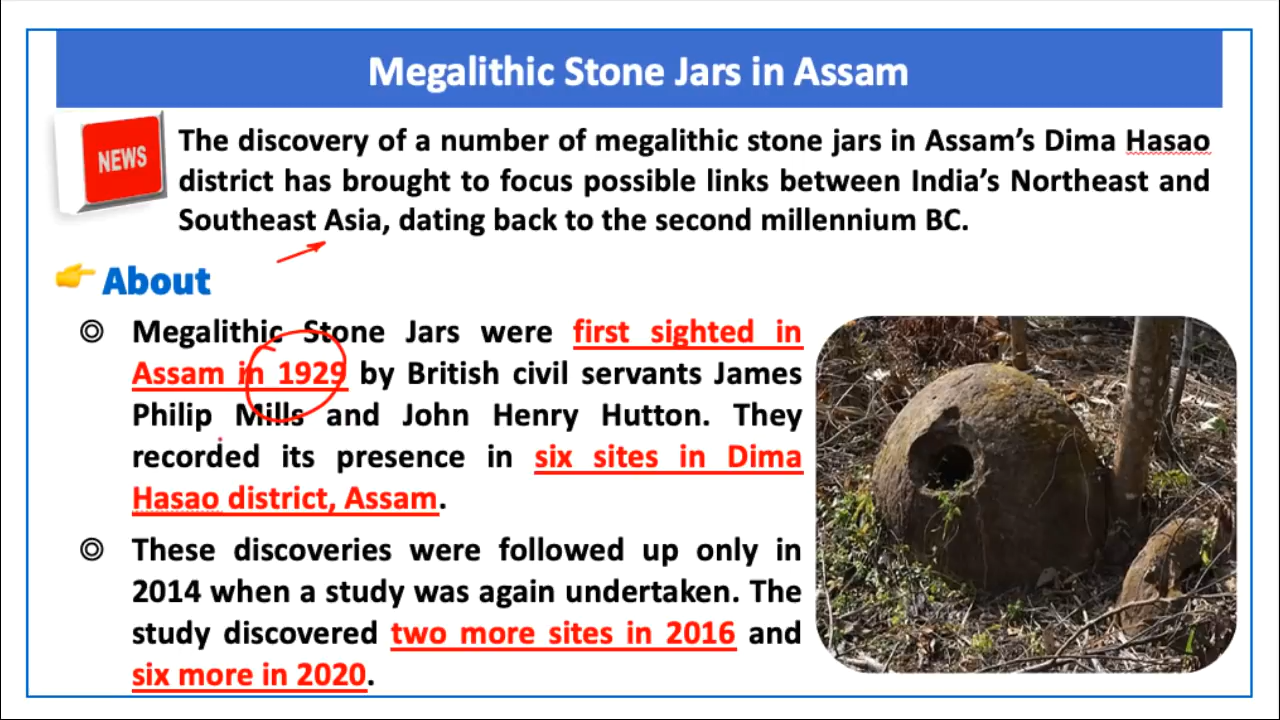 Megalithic Stone Jars in Assam
NEWS
The discovery of a number of megalithic stone jars in Assam’s Dima Hasao
district has brought to focus possible links between India’s Northeast and
Southeast Asia, dating back to the second millennium BC.
About
Megalithic Stone Jars were first sighted in
Assam in 1929 by British civil servants James
Philip Mills and John Henry Hutton. They
recorded its presence in six sites in Dima
Hasao district, Assam.
These discoveries were followed up only in
2014 when a study was again undertaken. The
study discovered two more sites in 2016 and
six more in 2020.